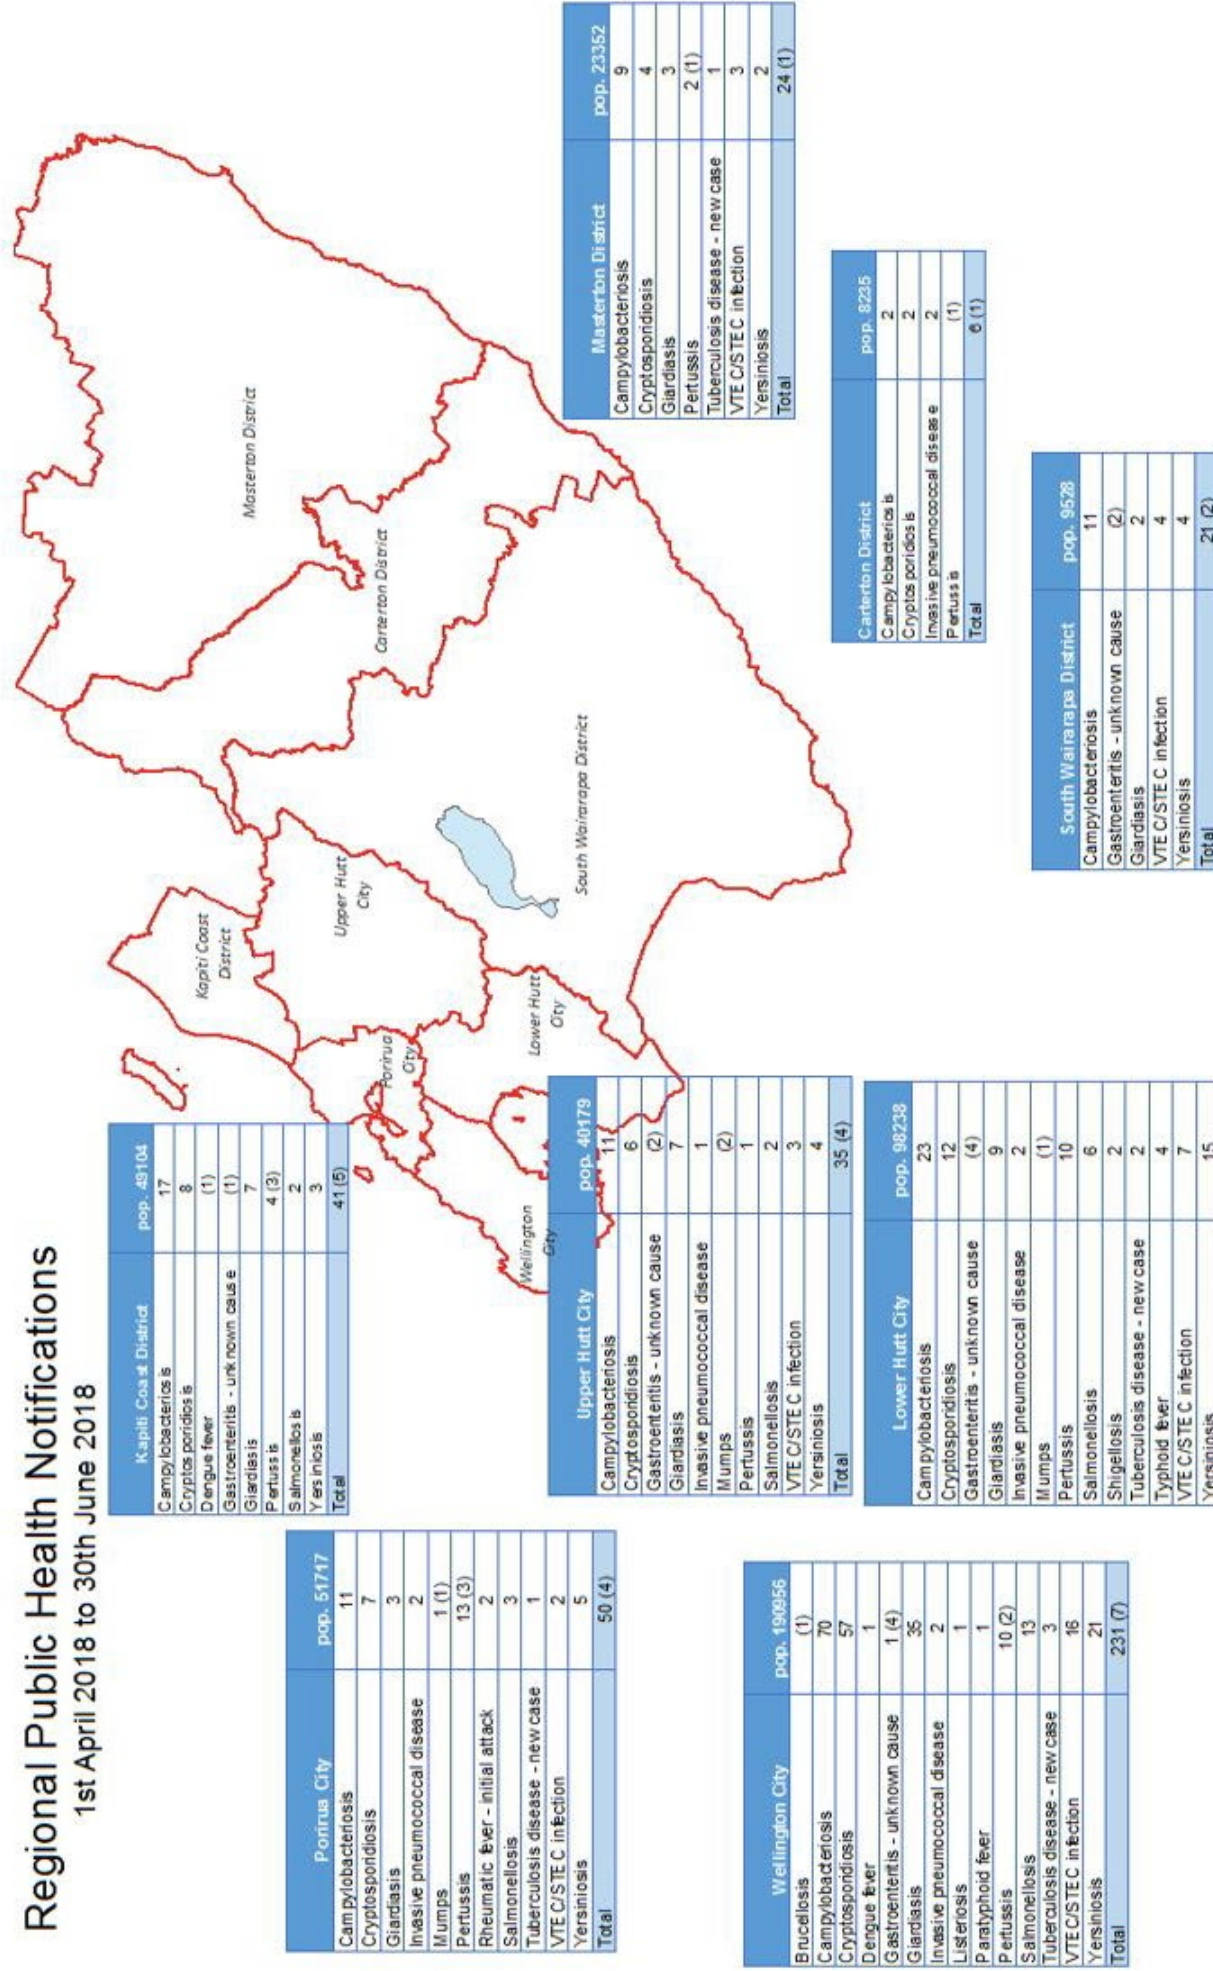 Regional Public Health Notifications
1st April 2018 to 30th June 2018
Kapiti Coast District pop. 49104
Campylobacteriosis 17
Cryptosporidiosis 8
Dengue fever (1)
Gastroenteritis - unknown cause (1)
Giardiasis 7
Pertussis 4 (3)
Salmonellosis 2
Yersiniosis 3
Total 41 (5)
Porirua City pop. 51717
Campylobacteriosis 11
Cryptosporidiosis 7
Giardiasis 3
Invasive pneumococcal disease 2
Mumps 1 (1)
Pertussis 13 (3)
Rheumatic fever - initial attack 2
Salmonellosis 3
Tuberculosis disease - new case 1
VTEC/STEC infection 2
Yersiniosis 5
Total 50 (4)
Upper Hutt City pop. 40179
Campylobacteriosis 11
Cryptosporidiosis 6
Gastroenteritis - unknown cause (2)
Giardiasis 7
Invasive pneumococcal disease 1
Mumps (2)
Pertussis 1
Salmonellosis 2
VTEC/STEC infection 3
Yersiniosis 4
Total 35 (4)
Wellington City pop. 190956
Brucellosis (1)
Campylobacteriosis 70
Cryptosporidiosis 57
Dengue fever 1
Gastroenteritis - unknown cause 1 (4)
Giardiasis 35
Invasive pneumococcal disease 2
Listeriosis 1
Paratyphoid fever 1
Pertussis 10 (2)
Salmonellosis 13
Tuberculosis disease - new case 3
VTEC/STEC infection 16
Yersiniosis 21
Total 231 (7)
Lower Hutt City pop. 98238
Campylobacteriosis 23
Cryptosporidiosis 12
Gastroenteritis - unknown cause (4)
Giardiasis 9
Invasive pneumococcal disease 2
Mumps (1)
Pertussis 10
Salmonellosis 6
Shigellosis 2
Tuberculosis disease - new case 2
Typhoid fever 4
VTEC/STEC infection 7
Yersiniosis 15
Kapiti Coast
District
Upper Hutt
City
Porirua
City
Lower Hutt
City
Wellington
City
South Wairarapa District
Carterton District
Masterton District
Masterton District pop. 23352
Campylobacteriosis 9
Cryptosporidiosis 4
Giardiasis 3
Pertussis 2 (1)
Tuberculosis disease - new case 1
VTEC/STEC infection 3
Yersiniosis 2
Total 24 (1)
Carterton District pop. 8235
Campylobacteriosis 2
Cryptosporidiosis 2
Invasive pneumococcal disease 2
Pertussis (1)
Total 6 (1)
South Wairarapa District pop. 9528
Campylobacteriosis 11
Gastroenteritis - unknown cause (2)
Giardiasis 2
VTEC/STEC infection 4
Yersiniosis 4
Total 21 (2)